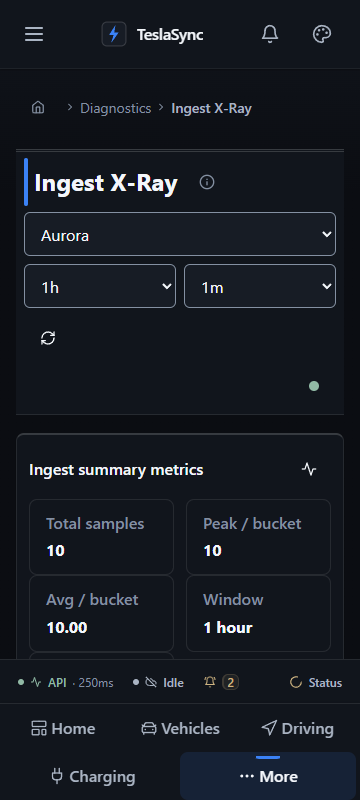 TeslaSync
Diagnostics Ingest X-Ray
Ingest X-Ray
Aurora
1h 1m
Ingest summary metrics
Total samples Peak / bucket
10 10
Avg / bucket Window
10.00 1 hour
API · 250ms Idle 2 Status
Home Vehicles Driving
Charging More